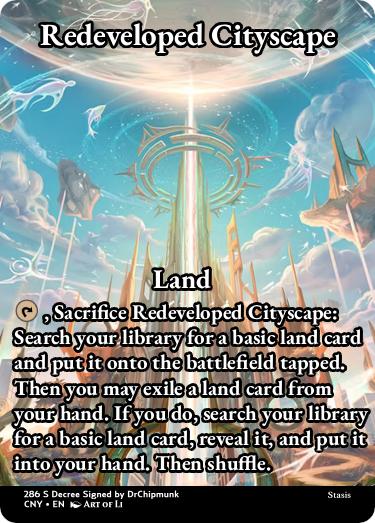 Redeveloped Cityscape
Land
, Sacrifice Redeveloped Cityscape:
Search your library for a basic land card
and put it onto the battlefield tapped.
Then you may exile a land card from
your hand. If you do, search your library
for a basic land card, reveal it, and put it
into your hand. Then shuffle.
286 S Decree Signed by DrChipmunk
Stasis
CNY • EN Art of Li